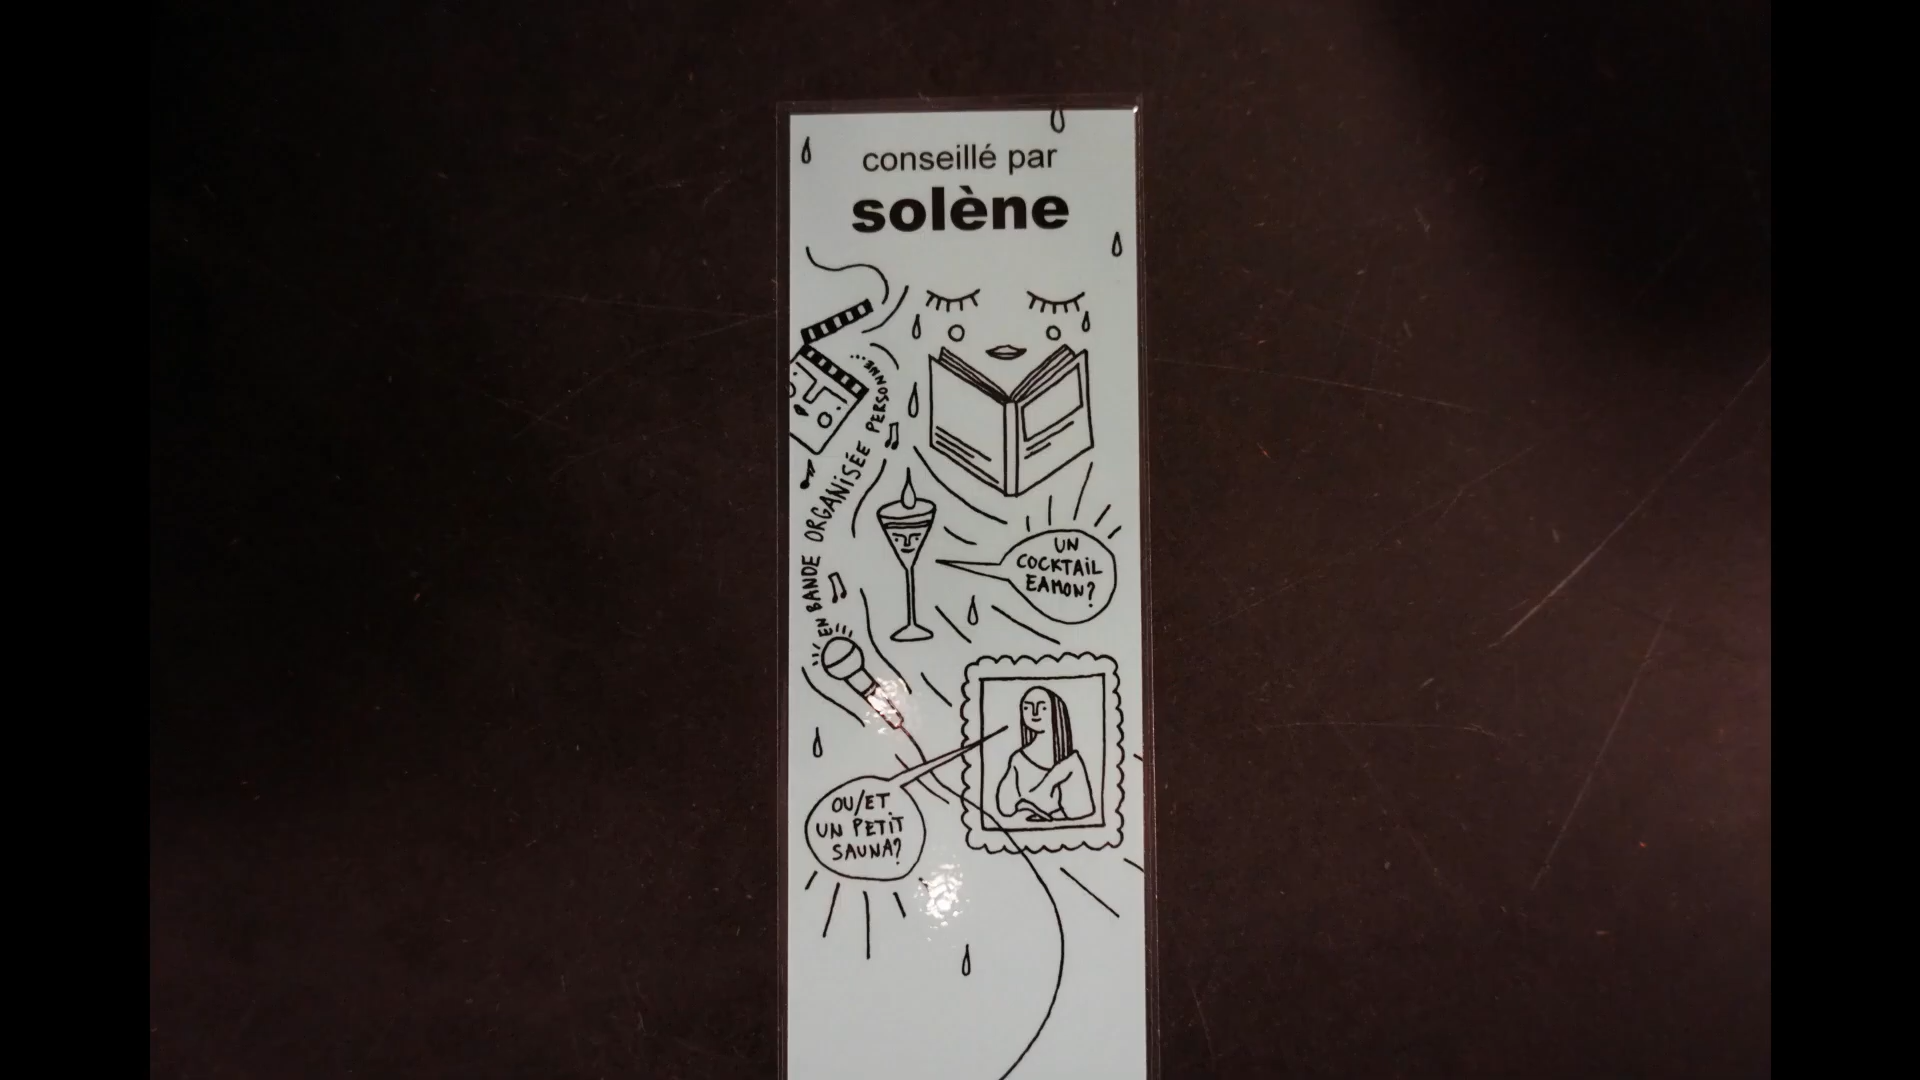 conseillé par
solène
EN BANDE ORGANISÉE PERSONNE...
UN
COCKTAIL
EAMON?
OU/ET
UN PETIT
SAUNA?